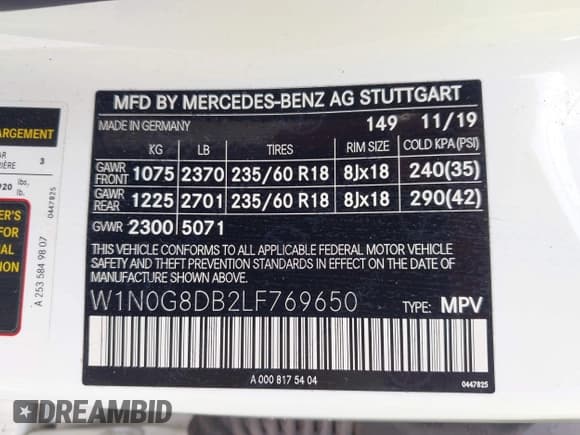 MFD BY MERCEDES-BENZ AG STUTTGART
MADE IN GERMANY 149 11/19
KG LB TIRES RIM SIZE COLD KPA(PSI)
GAWR FRONT 1075 2370 235/60 R18 8Jx18 240(35)
GAWR REAR 1225 2701 235/60 R18 8Jx18 290(42)
GVWR 2300 5071
THIS VEHICLE CONFORMS TO ALL APPLICABLE FEDERAL MOTOR VEHICLE
SAFETY AND THEFT PREVENTION STANDARDS IN EFFECT ON THE DATE OF
MANUFACTURE SHOWN ABOVE.
W1N0G8DB2LF769650 TYPE: MPV
A 000 817 54 04 0447825
ARGEMENT
3
lbs.
lb.
0447825
A 253 584 98 07
DREAMBID